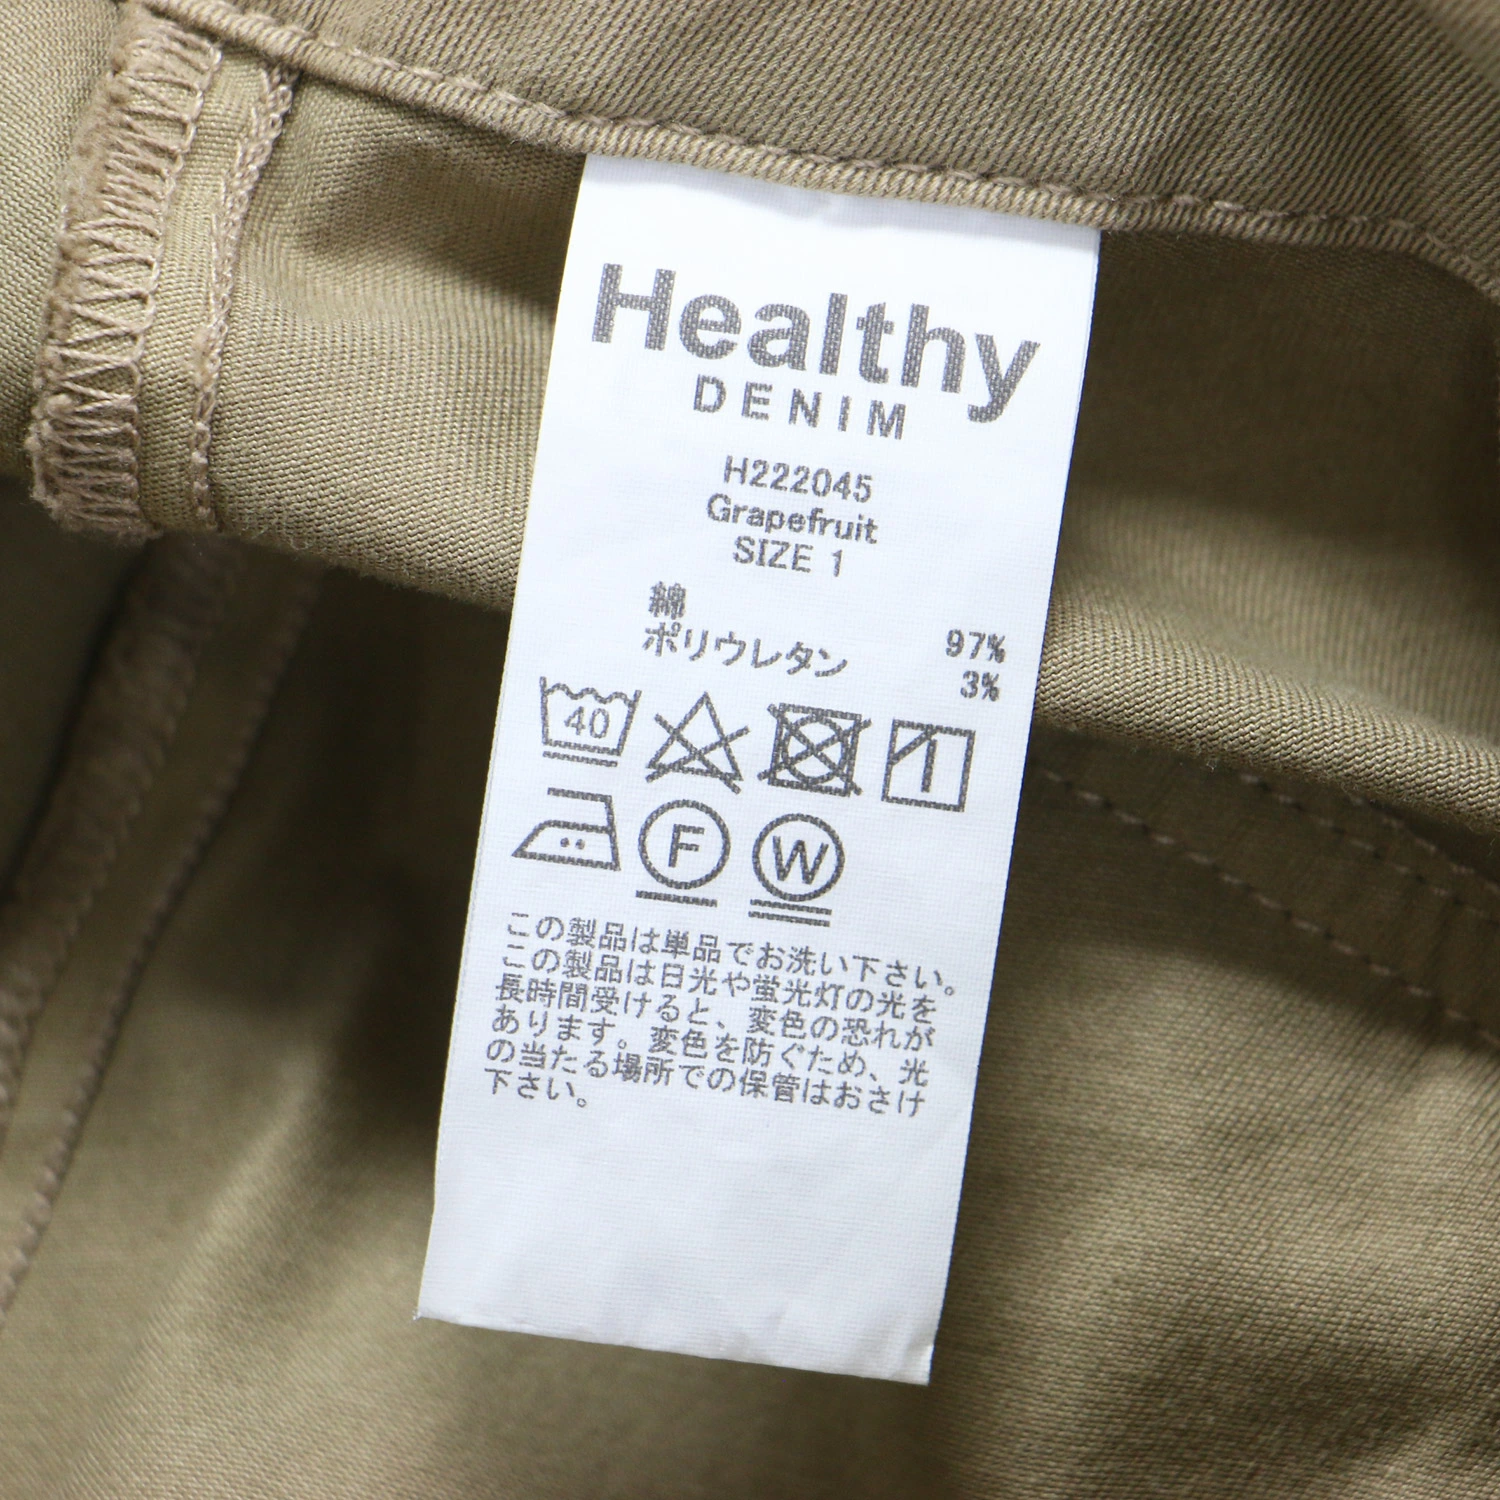 Healthy
DENIM
H222045
Grapefruit
SIZE 1
綿 97%
ポリウレタン 3%
40
F W
この製品は単品でお洗い下さい。
この製品は日光や蛍光灯の光を
長時間受けると、変色の恐れが
あります。変色を防ぐため、光
の当たる場所での保管はおさけ
下さい。